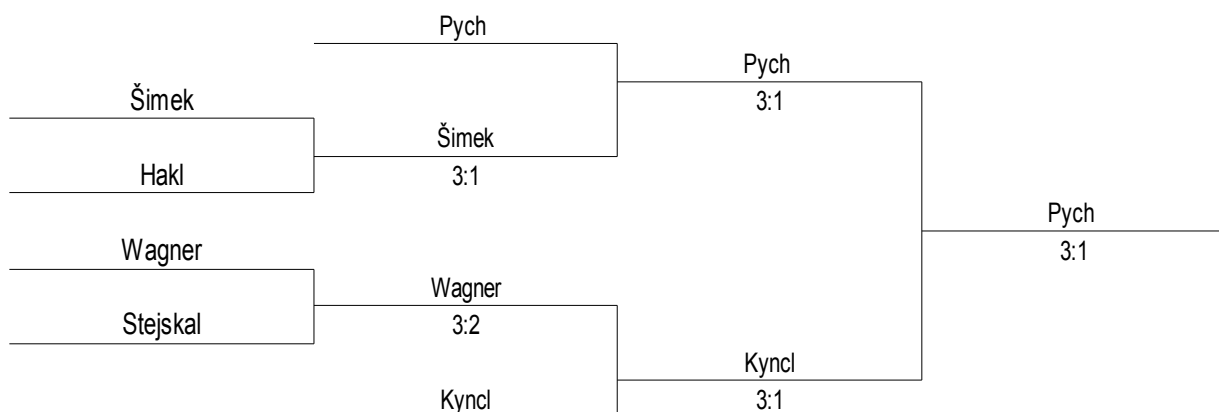 Pych
Pych
Šimek
3:1
Šimek
Hakl
3:1
Pych
Wagner
3:1
Wagner
Stejskal
3:2
Kyncl
Kyncl
3:1